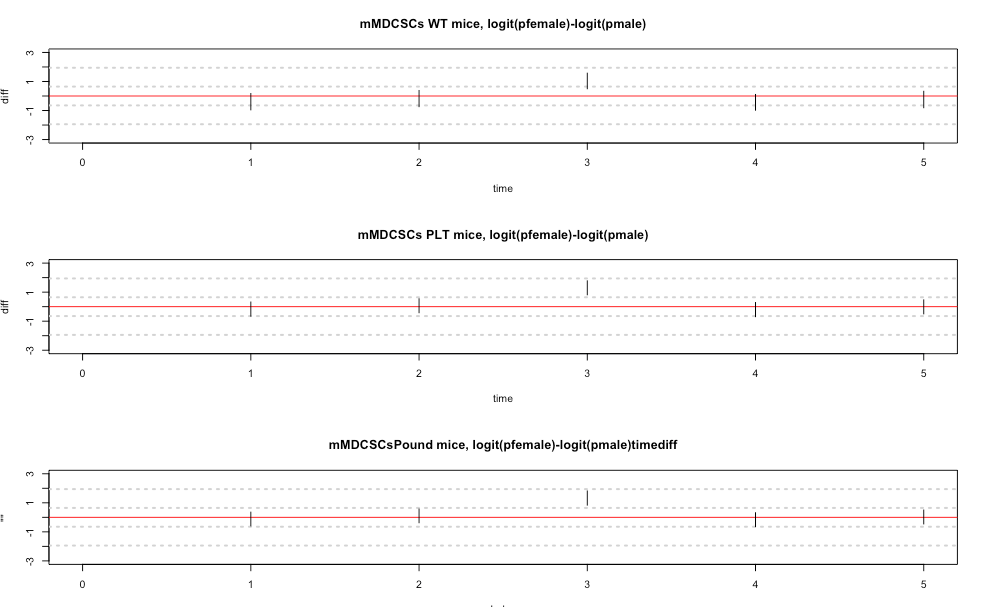 mMDCSCs WT mice, logit(pfemale)-logit(pmale)
3
1
-1
-3
diff
0 1 2 3 4 5
time
mMDCSCs PLT mice, logit(pfemale)-logit(pmale)
3
1
-1
-3
diff
0 1 2 3 4 5
time
mMDCSCsPound mice, logit(pfemale)-logit(pmale)timediff
3
1
-1
-3
""
0 1 2 3 4 5